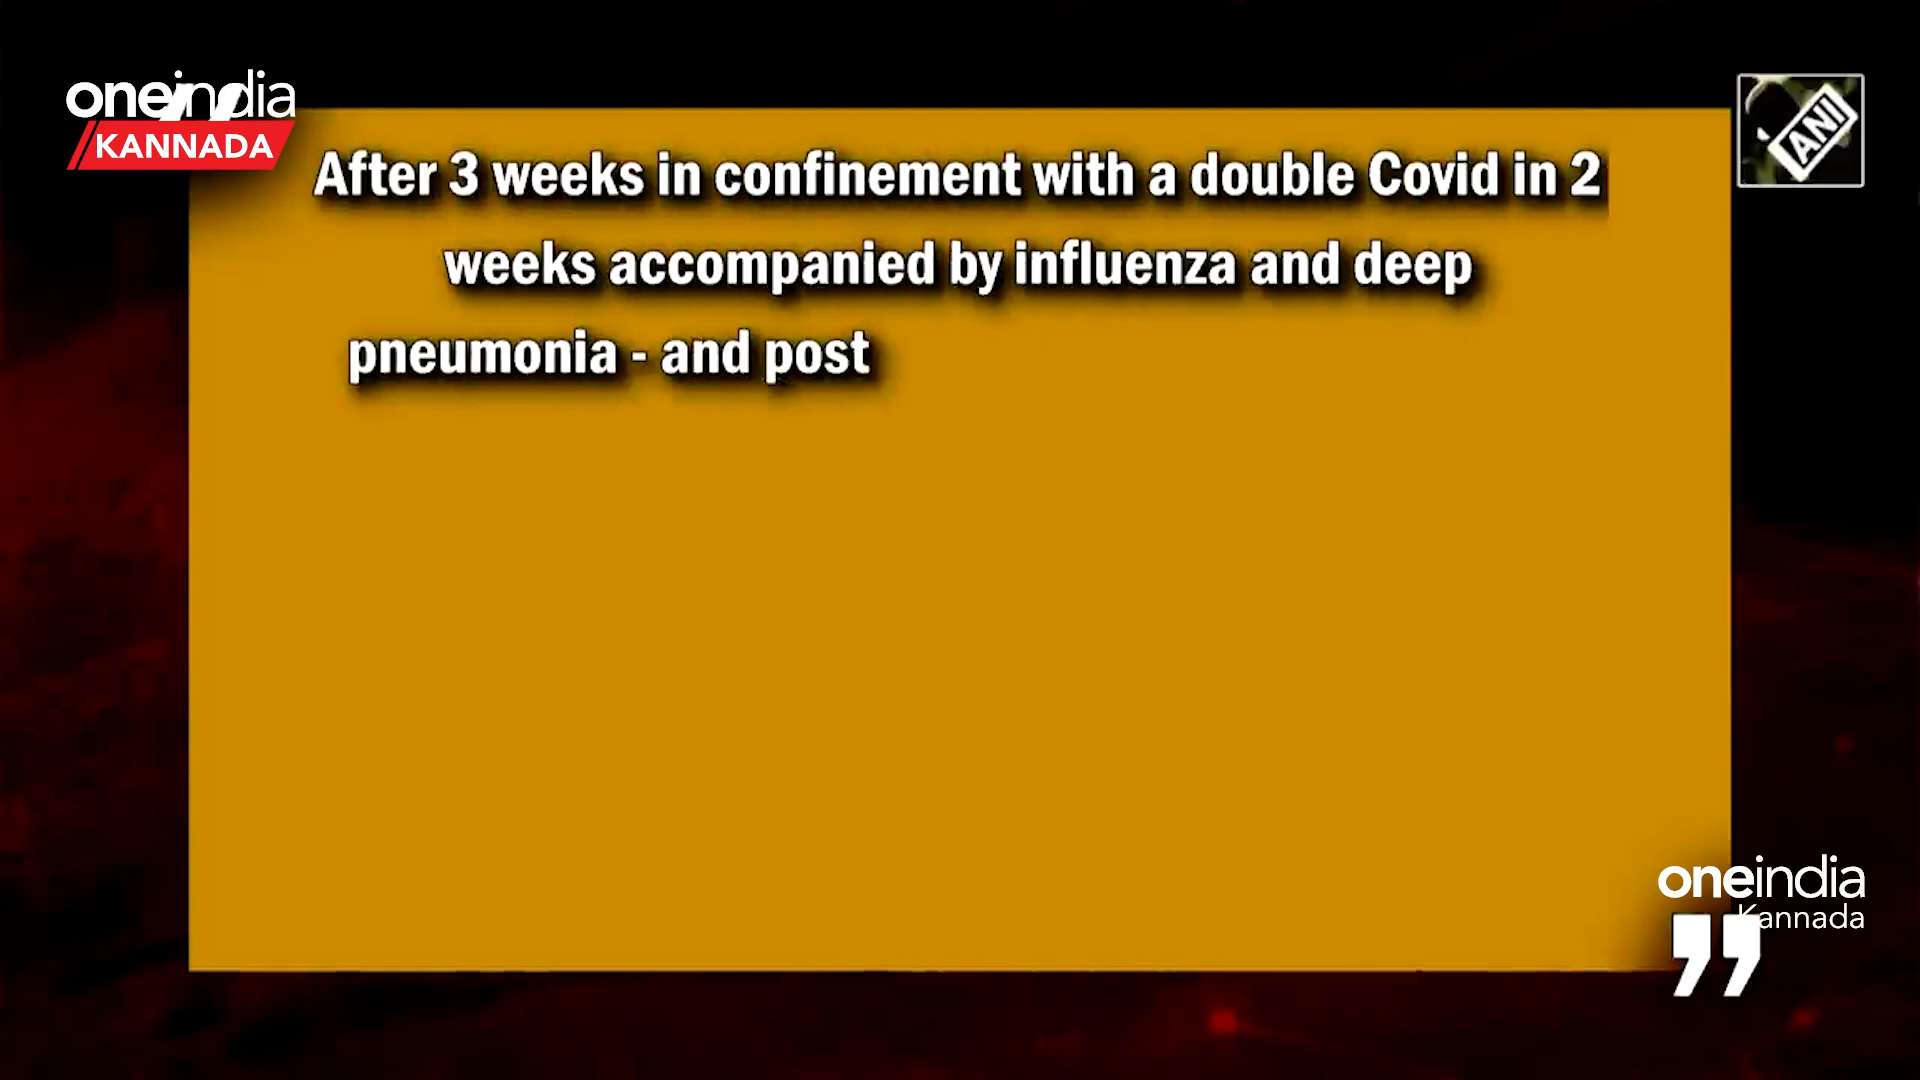 oneindia
KANNADA
ANI
After 3 weeks in confinement with a double Covid in 2
weeks accompanied by influenza and deep
pneumonia - and post
oneindia
Kannada